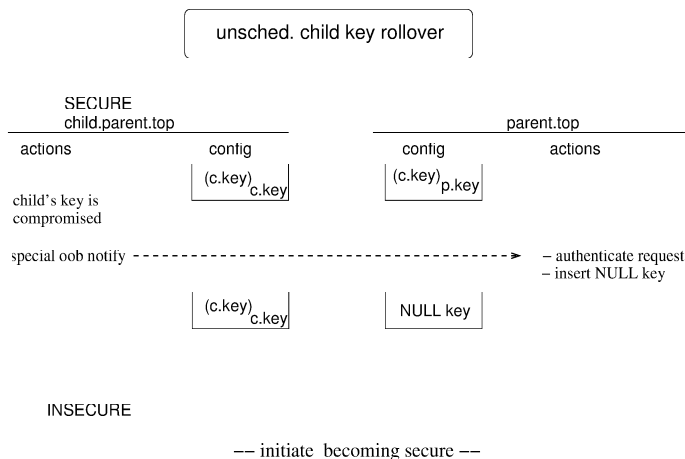 unsched. child key rollover
SECURE
child.parent.top
parent.top
actions config config actions
(c.key)c.key (c.key)p.key
child's key is
compromised
special oob notify – authenticate request
– insert NULL key
(c.key)c.key NULL key
INSECURE
–– initiate becoming secure ––